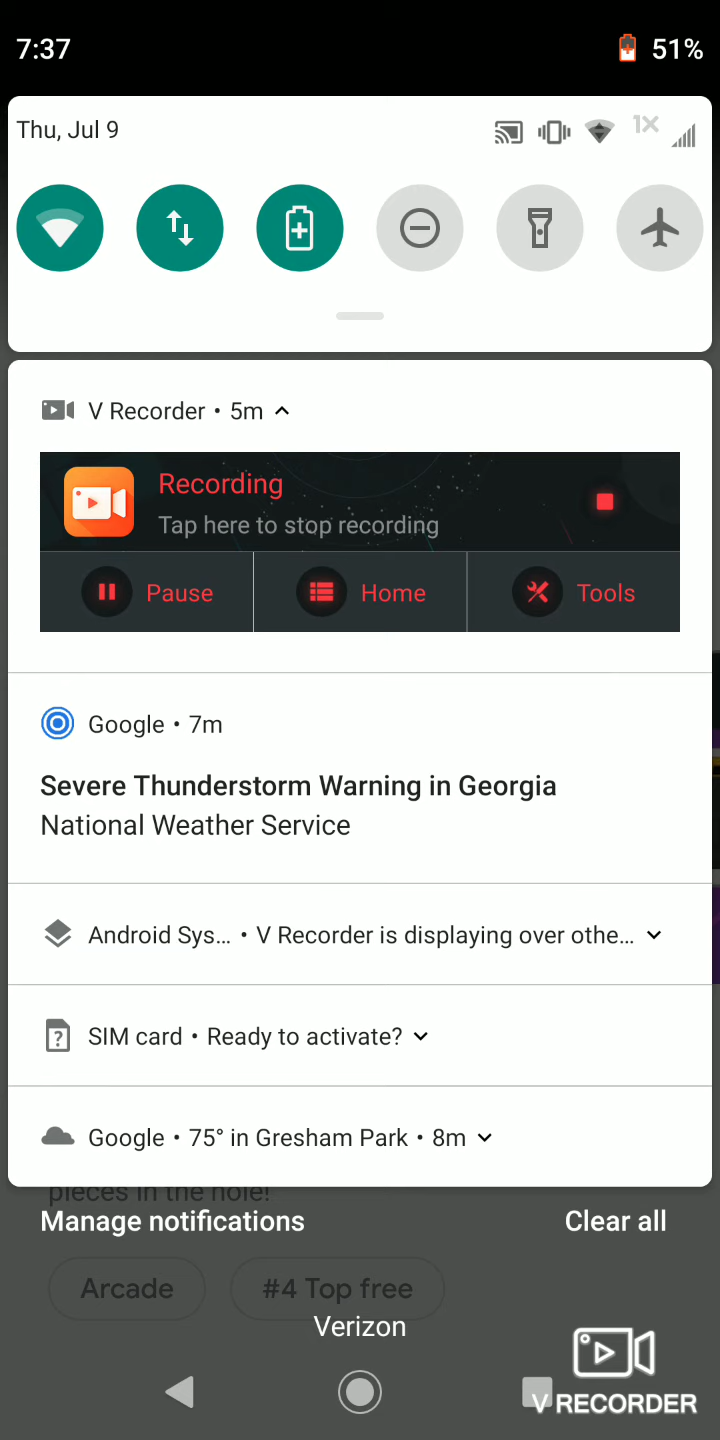 7:37
51%
Thu, Jul 9
1X
V Recorder • 5m
Recording
Tap here to stop recording
Pause
Home
Tools
Google • 7m
Severe Thunderstorm Warning in Georgia
National Weather Service
Android Sys... • V Recorder is displaying over othe...
SIM card • Ready to activate?
Google • 75° in Gresham Park • 8m
pieces in the hole!
Manage notifications
Clear all
Arcade
#4 Top free
Verizon
V RECORDER